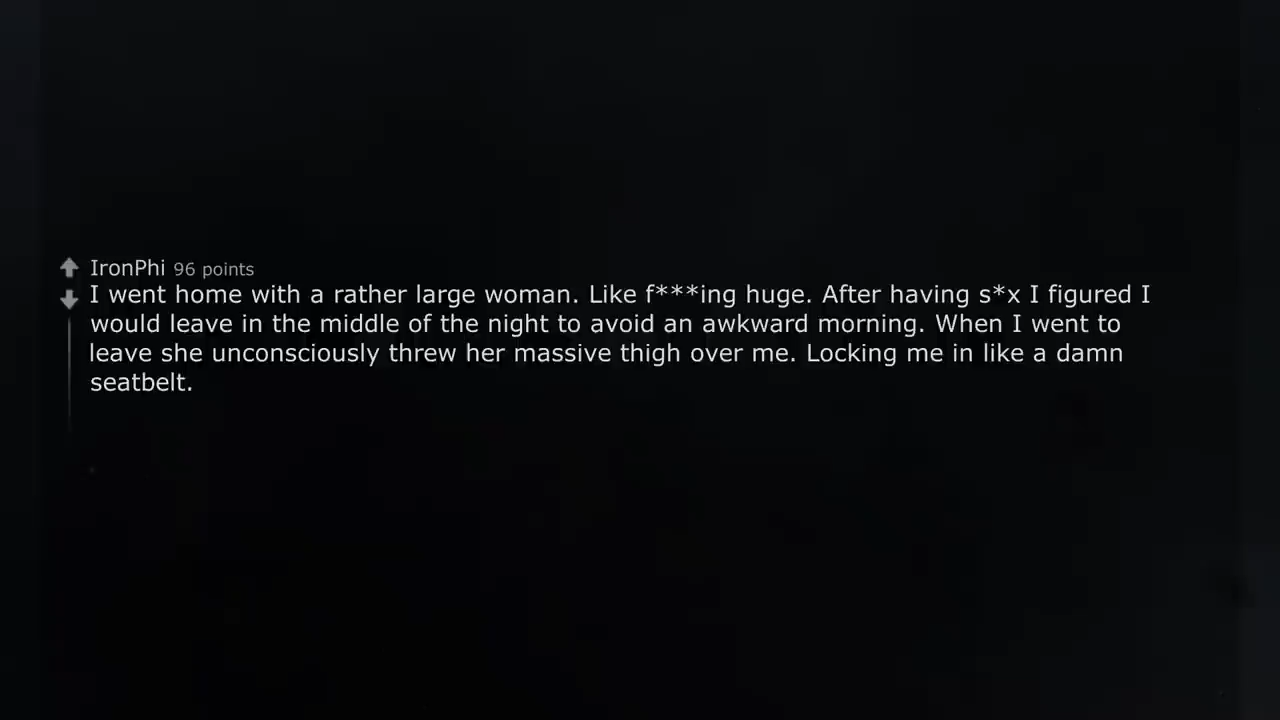 IronPhi 96 points
I went home with a rather large woman. Like f***ing huge. After having s*x I figured I
would leave in the middle of the night to avoid an awkward morning. When I went to
leave she unconsciously threw her massive thigh over me. Locking me in like a damn
seatbelt.